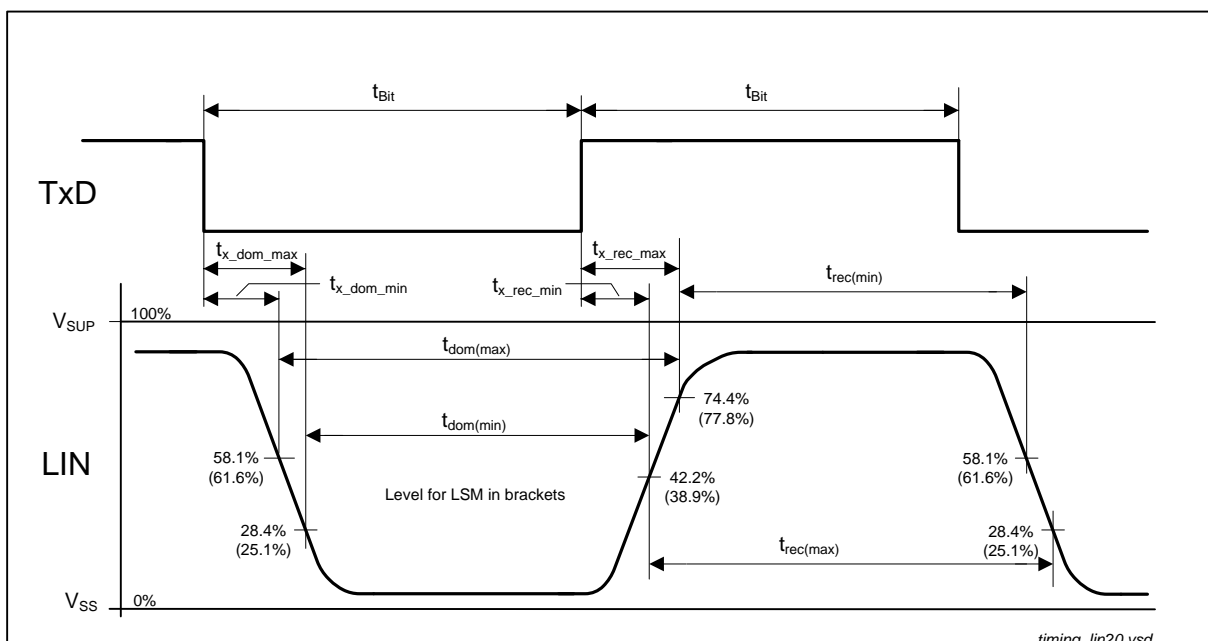 tBit
tBit
TxD
tx_dom_max
tx_rec_max
tx_dom_min
tx_rec_min
trec(min)
VSUP
100%
tdom(max)
74.4%
(77.8%)
tdom(min)
LIN
58.1%
(61.6%)
42.2%
(38.9%)
58.1%
(61.6%)
Level for LSM in brackets
28.4%
(25.1%)
trec(max)
28.4%
(25.1%)
VSS
0%
timing_lin20.vsd